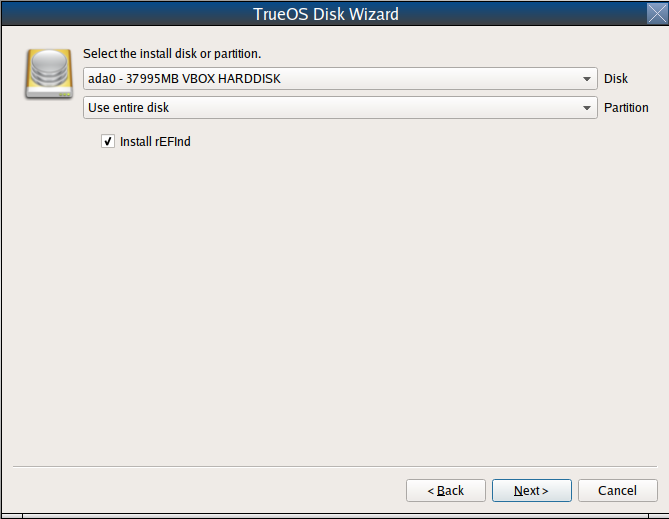 TrueOS Disk Wizard
Select the install disk or partition.
ada0 - 37995MB VBOX HARDDISK
Disk
Use entire disk
Partition
Install rEFInd
< Back
Next >
Cancel